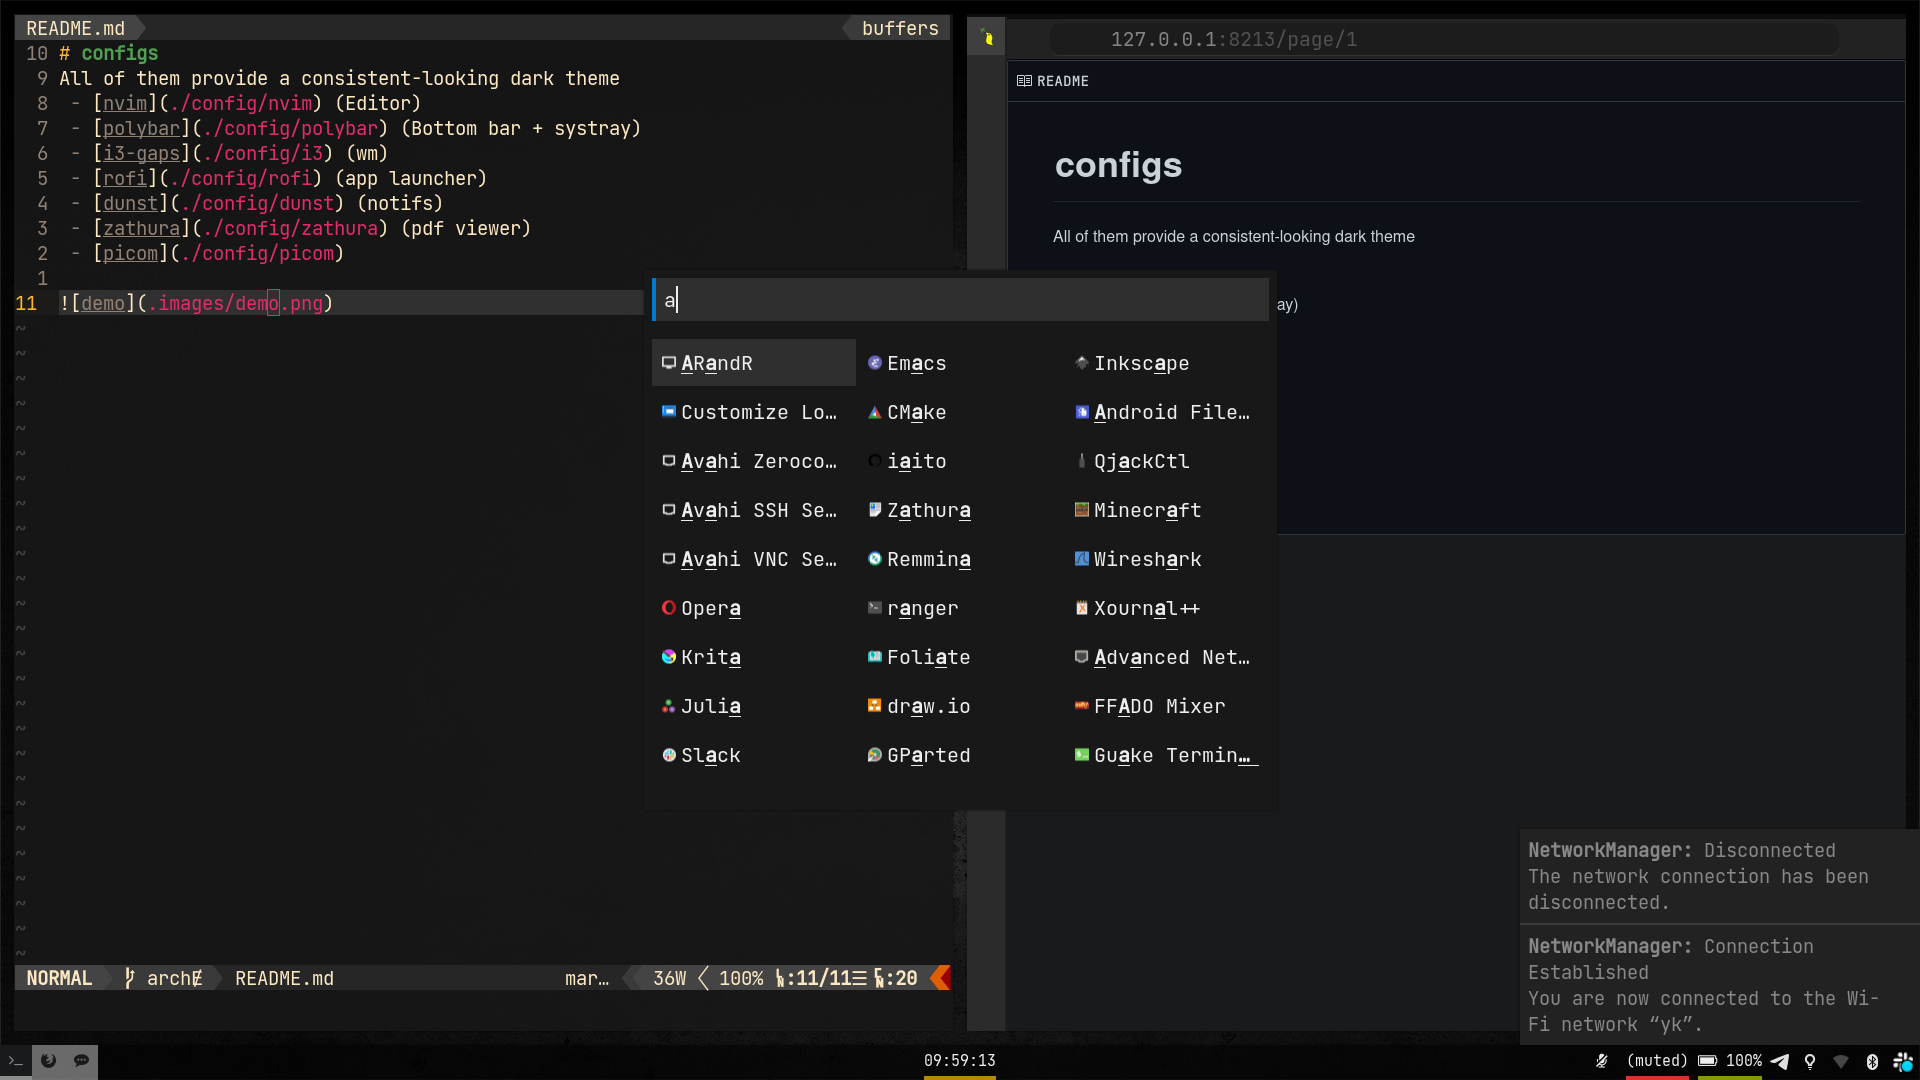 README.md
buffers
10 # configs
9 All of them provide a consistent-looking dark theme
8 - [nvim](./config/nvim) (Editor)
7 - [polybar](./config/polybar) (Bottom bar + systray)
6 - [i3-gaps](./config/i3) (wm)
5 - [rofi](./config/rofi) (app launcher)
4 - [dunst](./config/dunst) (notifs)
3 - [zathura](./config/zathura) (pdf viewer)
2 - [picom](./config/picom)
1
11 ![demo](.images/demo.png)
127.0.0.1:8213/page/1
README
configs
All of them provide a consistent-looking dark theme
ay)
a
ARandR
Emacs
Inkscape
Customize Lo…
CMake
Android File…
Avahi Zeroco…
iaito
QjackCtl
Avahi SSH Se…
Zathura
Minecraft
Avahi VNC Se…
Remmina
Wireshark
Opera
ranger
Xournal++
Krita
Foliate
Advanced Net…
Julia
draw.io
FFADO Mixer
Slack
GParted
Guake Termin…
NetworkManager: Disconnected
The network connection has been
disconnected.
NetworkManager: Connection
Established
You are now connected to the Wi-
Fi network “yk”.
NORMAL
README.md
mar…
36W
100%
:11/11
:20
09:59:13
(muted)
100%